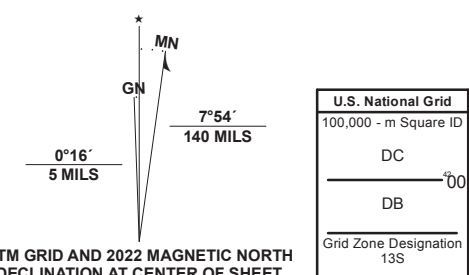 ★
MN
GN
7°54´
140 MILS
0°16´
5 MILS
TM GRID AND 2022 MAGNETIC NORTH
DECLINATION AT CENTER OF SHEET
U.S. National Grid
100,000 - m Square ID
DC
4200
DB
Grid Zone Designation
13S